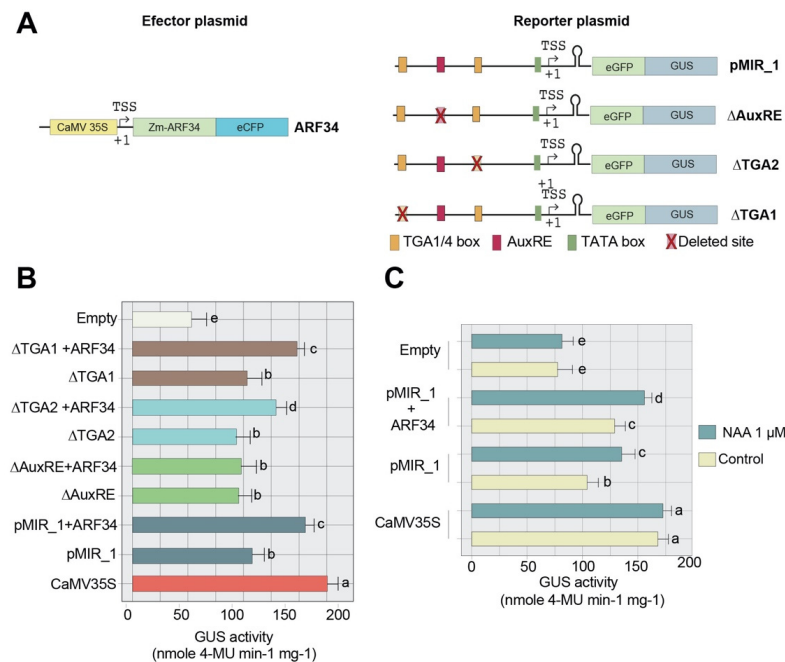 A
Efector plasmid
Reporter plasmid
CaMV 35S
TSS
+1
Zm-ARF34
eCFP
ARF34
TSS
+1
eGFP
GUS
pMIR_1
TSS
+1
eGFP
GUS
ΔAuxRE
TSS
+1
eGFP
GUS
ΔTGA2
+1
TSS
+1
eGFP
GUS
ΔTGA1
TGA1/4 box
AuxRE
TATA box
Deleted site
B
Empty
e
ΔTGA1 +ARF34
c
ΔTGA1
b
ΔTGA2 +ARF34
d
ΔTGA2
b
ΔAuxRE+ARF34
b
ΔAuxRE
b
pMIR_1+ARF34
c
pMIR_1
b
CaMV35S
a
0 50 100 150 200
GUS activity
(nmole 4-MU min-1 mg-1)
C
Empty
e
e
pMIR_1
+
ARF34
d
c
pMIR_1
c
b
CaMV35S
a
a
0 50 100 150 200
GUS activity
(nmole 4-MU min-1 mg-1)
NAA 1 µM
Control